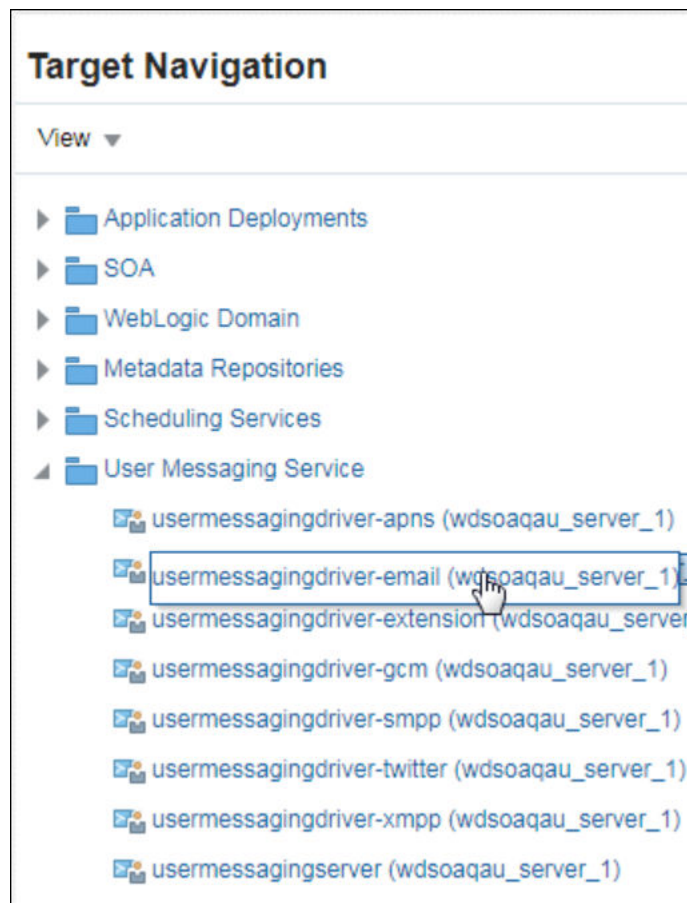 Target Navigation
View
Application Deployments
SOA
WebLogic Domain
Metadata Repositories
Scheduling Services
User Messaging Service
usermessagingdriver-apns (wdsoaqau_server_1)
usermessagingdriver-email (wdsoaqau_server_1)
usermessagingdriver-extension (wdsoaqau_server
usermessagingdriver-gcm (wdsoaqau_server_1)
usermessagingdriver-smpp (wdsoaqau_server_1)
usermessagingdriver-twitter (wdsoaqau_server_1)
usermessagingdriver-xmpp (wdsoaqau_server_1)
usermessagingserver (wdsoaqau_server_1)